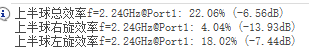 上半球总效率f=2.24GHz@Port1: 22.06% (-6.56dB)
上半球右旋效率f=2.24GHz@Port1: 4.04% (-13.93dB)
上半球左旋效率f=2.24GHz@Port1: 18.02% (-7.44dB)